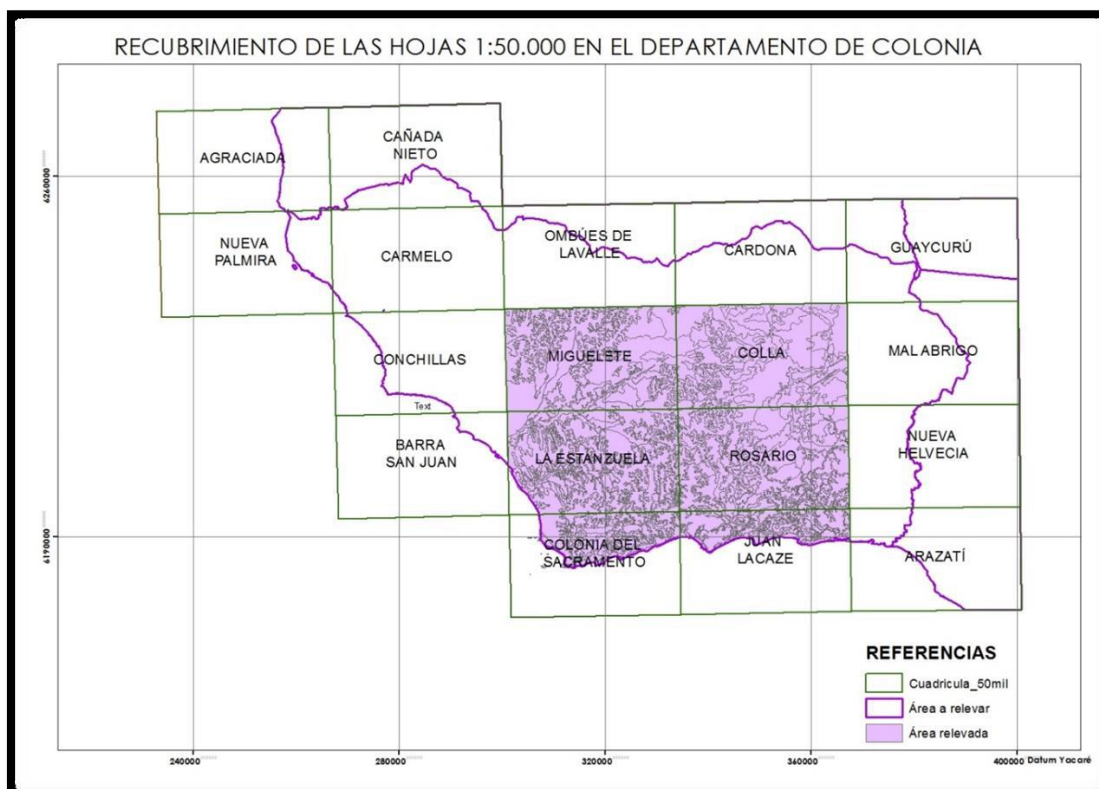 RECUBRIMIENTO DE LAS HOJAS 1:50.000 EN EL DEPARTAMENTO DE COLONIA
AGRACIADA
CAÑADA
NIETO
6260000
NUEVA
PALMIRA
CARMELO
OMBÚES DE
LAVALLE
CARDONA
GUAYCURÚ
CONCHILLAS
MIGUELETE
COLLA
MAL ABRIGO
Text
BARRA
SAN JUAN
LA ESTANZUELA
ROSARIO
NUEVA
HELVECIA
6190000
COLONIA DEL
SACRAMENTO
JUAN
LACAZE
ARAZATÍ
REFERENCIAS
Cuadricula_50mil
Área a relevar
Área relevada
240000
280000
320000
360000
400000 Datum Yacaré